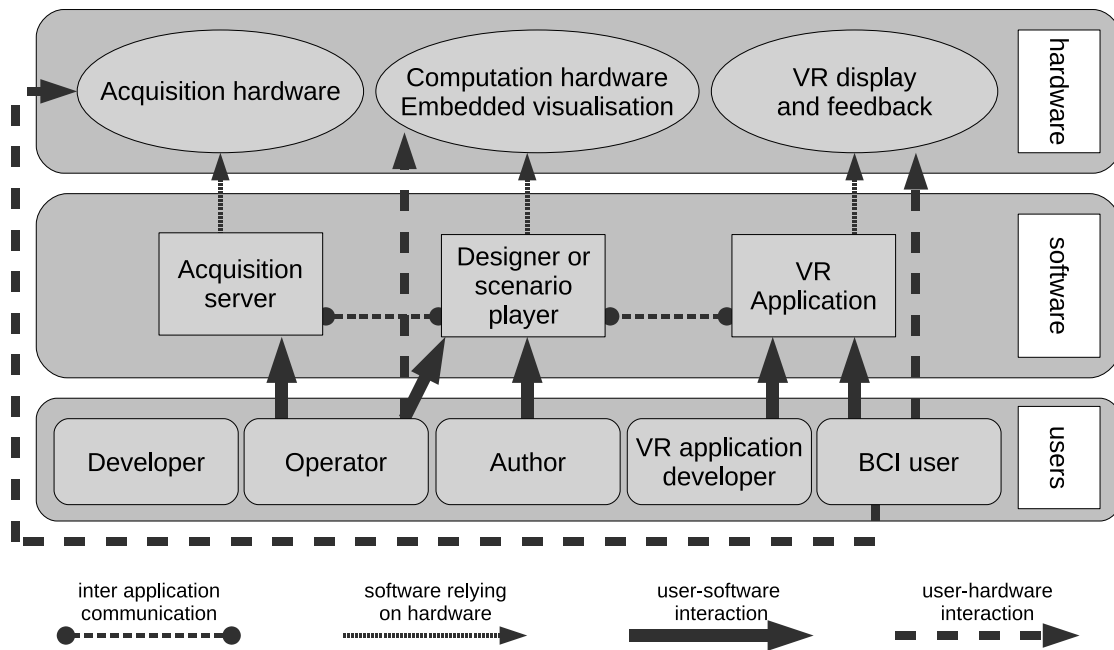 Acquisition hardware
Computation hardware
Embedded visualisation
VR display
and feedback
hardware
Acquisition
server
Designer or
scenario
player
VR
Application
software
Developer
Operator
Author
VR application
developer
BCI user
users
inter application
communication
software relying
on hardware
user-software
interaction
user-hardware
interaction